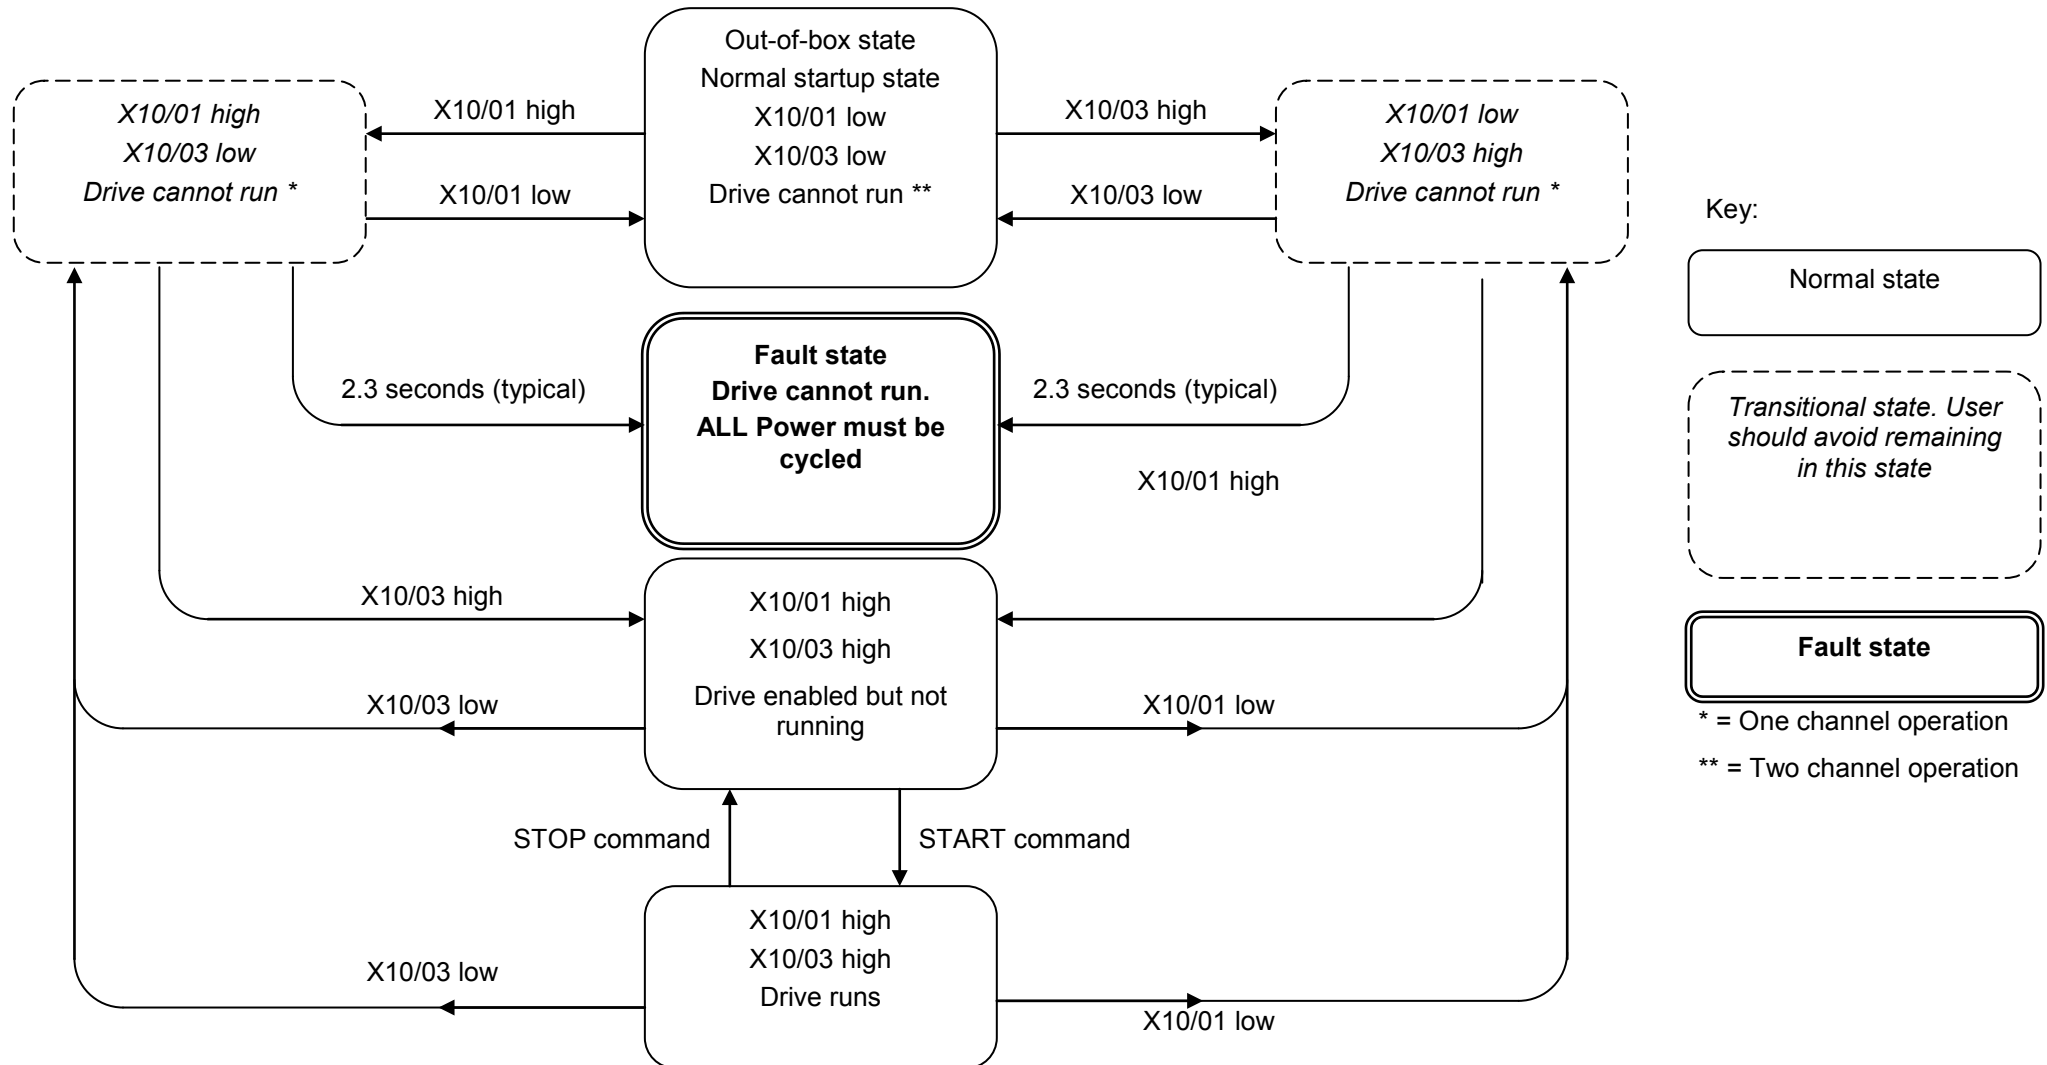 Out-of-box state
Normal startup state
X10/01 low
X10/03 low
Drive cannot run **
X10/01 high
X10/03 low
Drive cannot run *
X10/01 high
X10/01 low
X10/03 high
X10/03 low
X10/01 low
X10/03 high
Drive cannot run *
Fault state
Drive cannot run.
ALL Power must be
cycled
2.3 seconds (typical)
2.3 seconds (typical)
X10/01 high
X10/03 high
X10/01 high
X10/03 high
Drive enabled but not
running
X10/03 low
X10/01 low
STOP command
START command
X10/01 high
X10/03 high
Drive runs
X10/03 low
X10/01 low
Key:
Normal state
Transitional state. User
should avoid remaining
in this state
Fault state
* = One channel operation
** = Two channel operation